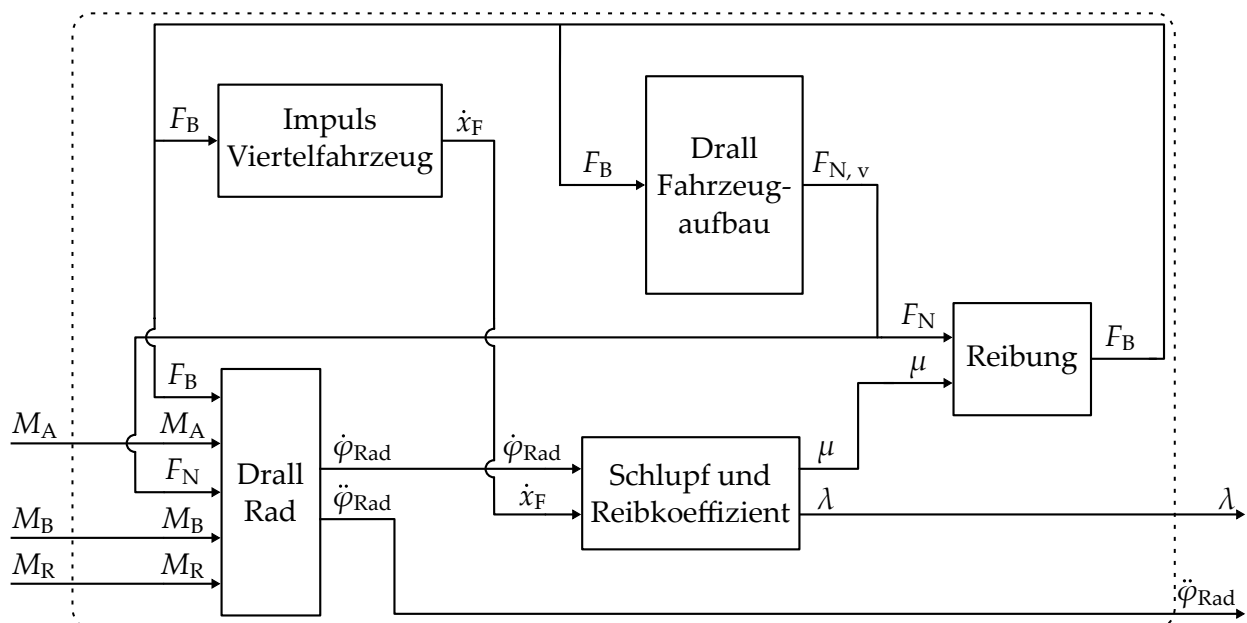 F_B
Impuls
Viertelfahrzeug
ẋ_F
F_B
Drall
Fahrzeug-
aufbau
F_{N, v}
F_N
μ
Reibung
F_B
F_B
M_A
M_A
F_N
M_B
M_B
M_R
M_R
Drall
Rad
φ̇_Rad
φ̈_Rad
φ̇_Rad
ẋ_F
Schlupf und
Reibkoeffizient
μ
λ
λ
φ̈_Rad